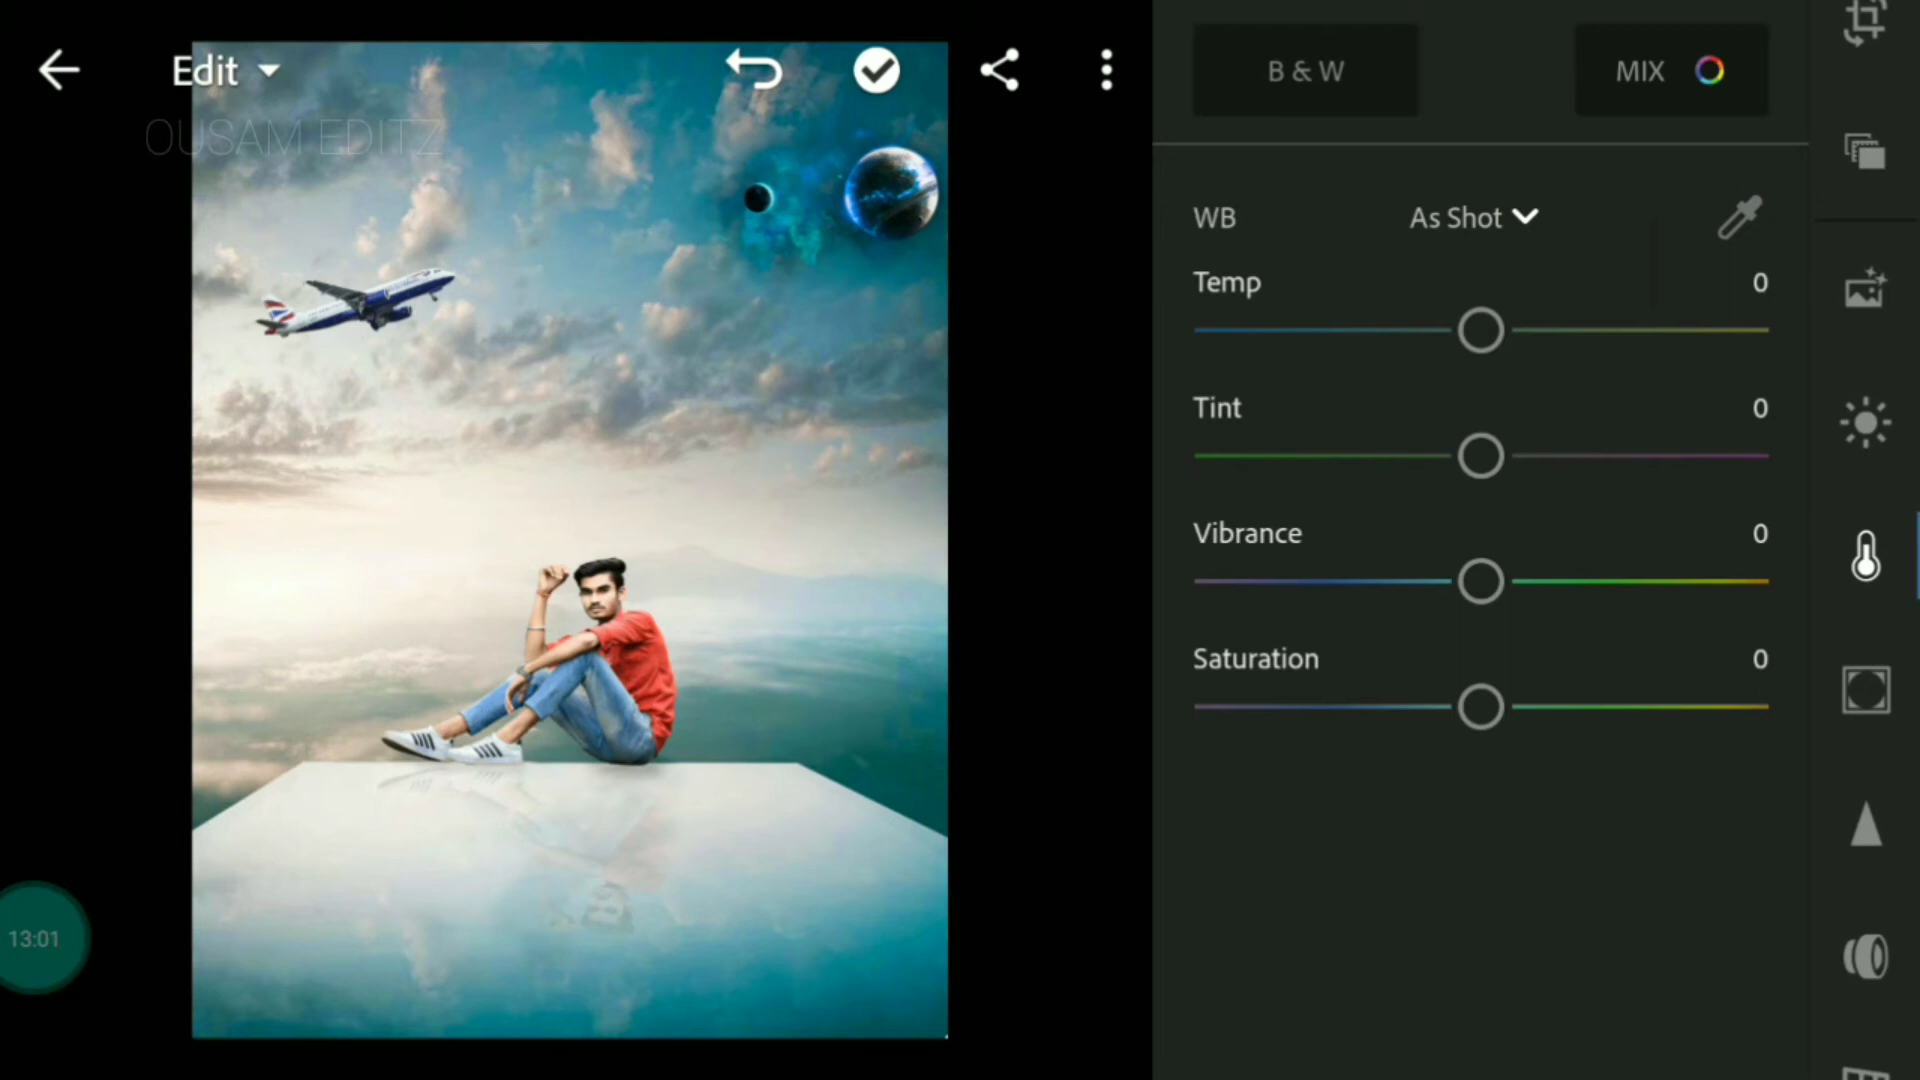 Edit
B & W
MIX
OUSAM EDITZ
WB
As Shot
Temp
0
Tint
0
Vibrance
0
Saturation
0
13:01